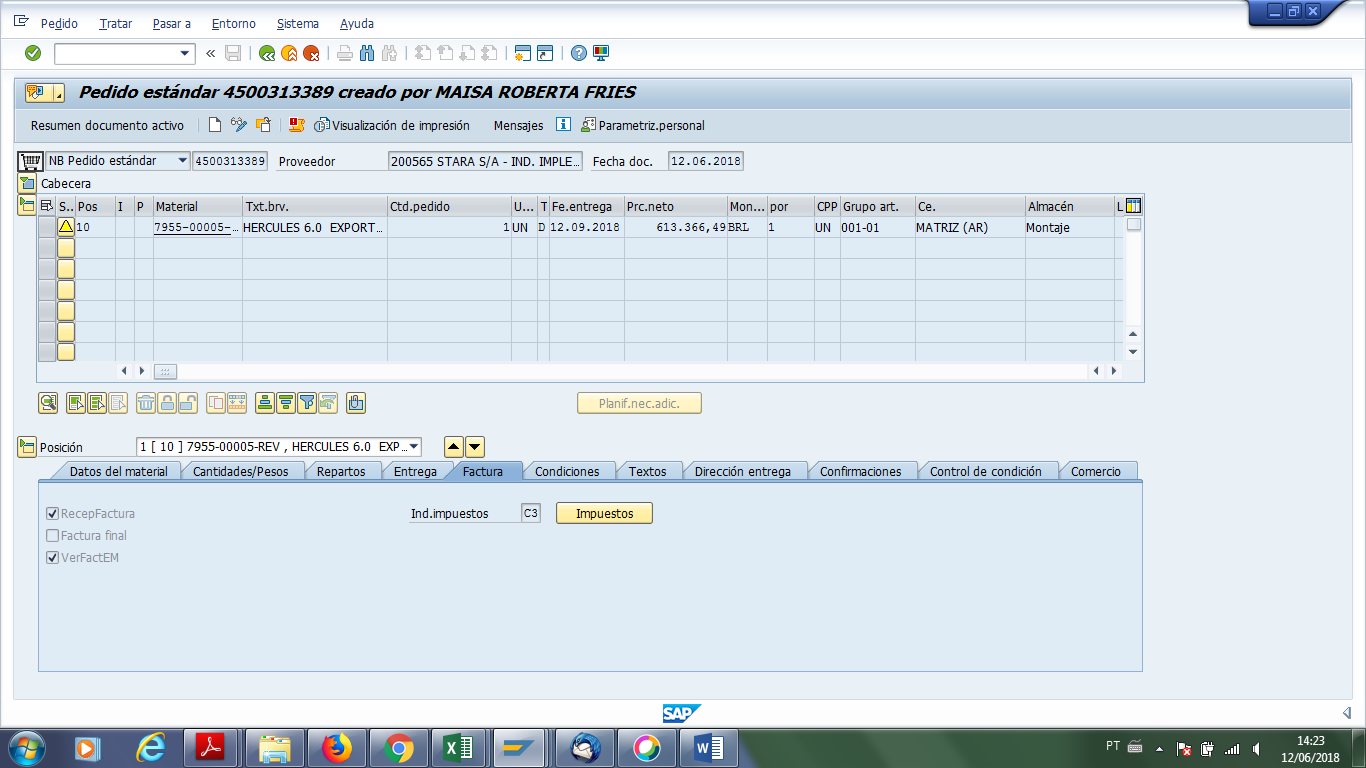 Pedido Tratar Pasar a Entorno Sistema Ayuda
Pedido estándar 4500313389 creado por MAISA ROBERTA FRIES
Resumen documento activo Visualización de impresión Mensajes Parametriz.personal
NB Pedido estándar 4500313389 Proveedor 200565 STARA S/A - IND. IMPLE... Fecha doc. 12.06.2018
Cabecera
S.. Pos I P Material Txt.brv. Ctd.pedido U... T Fe.entrega Prc.neto Mon... por CPP Grupo art. Ce. Almacén L
10 7955-00005-... HERCULES 6.0 EXPORT... 1 UN D 12.09.2018 613.366,49 BRL 1 UN 001-01 MATRIZ (AR) Montaje
Planif.nec.adic.
Posición 1 [ 10 ] 7955-00005-REV , HERCULES 6.0 EXP...
Datos del material Cantidades/Pesos Repartos Entrega Factura Condiciones Textos Dirección entrega Confirmaciones Control de condición Comercio
RecepFactura Ind.impuestos C3 Impuestos
Factura final
VerFactEM
SAP
PT 14:23
12/06/2018